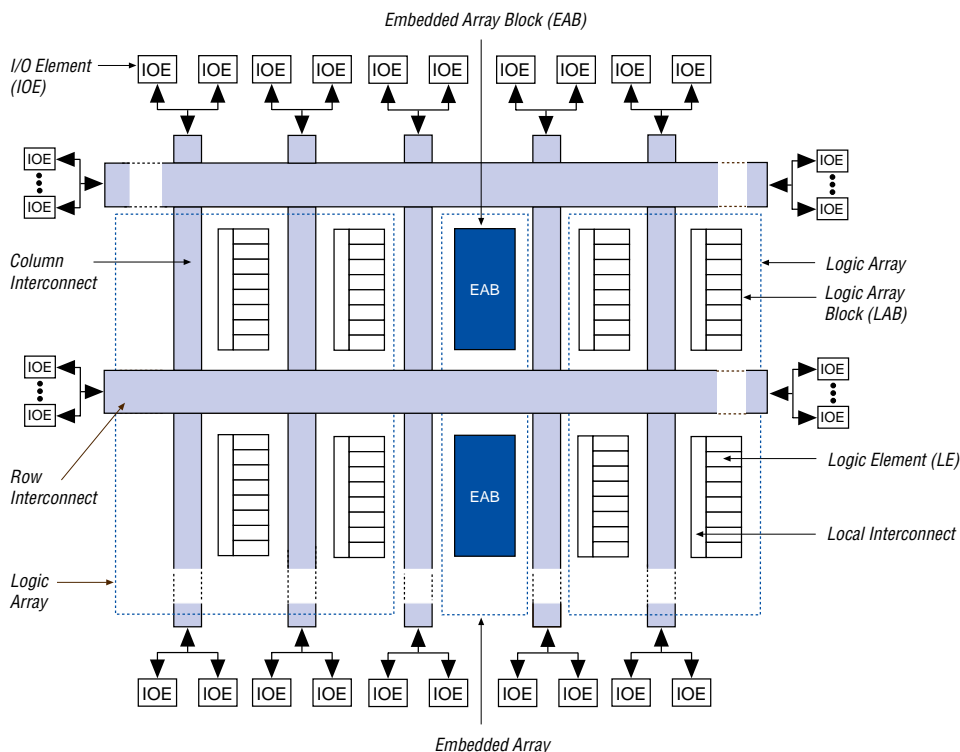 Embedded Array Block (EAB)
I/O Element
(IOE)
IOE IOE IOE IOE IOE IOE IOE IOE IOE IOE
IOE
IOE
IOE
IOE
Column
Interconnect
EAB
Logic Array
Logic Array
Block (LAB)
IOE
IOE
IOE
IOE
Row
Interconnect
EAB
Logic Element (LE)
Local Interconnect
Logic
Array
IOE IOE IOE IOE IOE IOE IOE IOE IOE IOE
Embedded Array